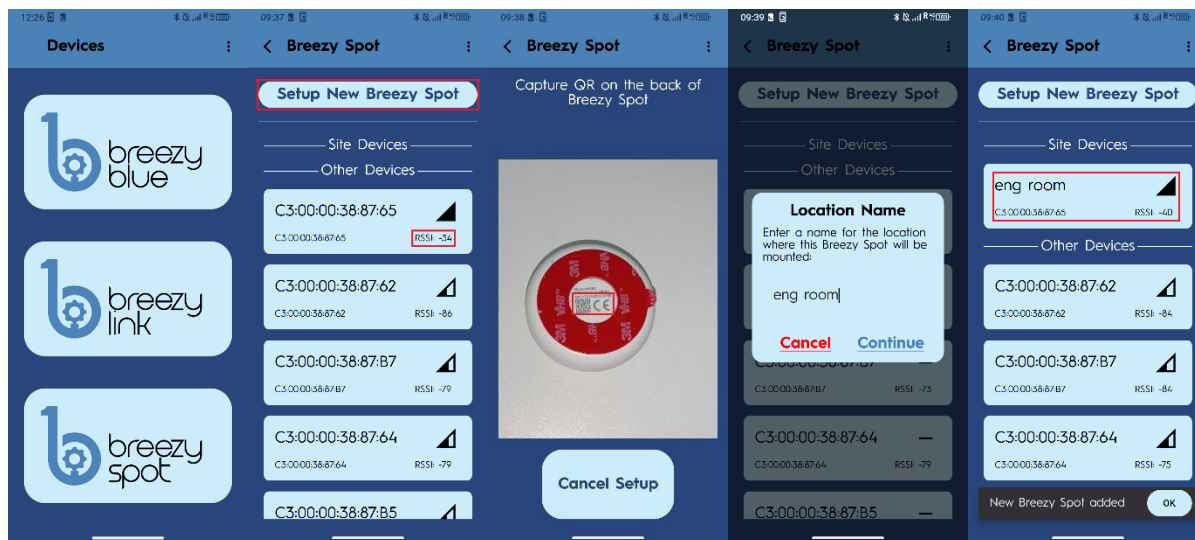 12:26
Devices
breezy
blue
breezy
link
breezy
spot
09:37
Breezy Spot
Setup New Breezy Spot
Site Devices
Other Devices
C3:00:00:38:87:65
C3:00:00:38:87:65 RSSI: -34
C3:00:00:38:87:62
C3:00:00:38:87:62 RSSI: -86
C3:00:00:38:87:B7
C3:00:00:38:87:B7 RSSI: -79
C3:00:00:38:87:64
C3:00:00:38:87:64 RSSI: -79
C3:00:00:38:87:B5
09:38
Breezy Spot
Capture QR on the back of
Breezy Spot
3M VHB
CE
Cancel Setup
09:39
Breezy Spot
Setup New Breezy Spot
Site Devices
Other Devices
Location Name
Enter a name for the location
where this Breezy Spot will be
mounted:
eng room
Cancel Continue
C3:00:00:38:87:B7
C3:00:00:38:87:B7 RSSI: -73
C3:00:00:38:87:64
C3:00:00:38:87:64 RSSI: -79
C3:00:00:38:87:B5
09:40
Breezy Spot
Setup New Breezy Spot
Site Devices
eng room
C3:00:00:38:87:65 RSSI: -40
Other Devices
C3:00:00:38:87:62
C3:00:00:38:87:62 RSSI: -84
C3:00:00:38:87:B7
C3:00:00:38:87:B7 RSSI: -84
C3:00:00:38:87:64
C3:00:00:38:87:64 RSSI: -75
New Breezy Spot added OK